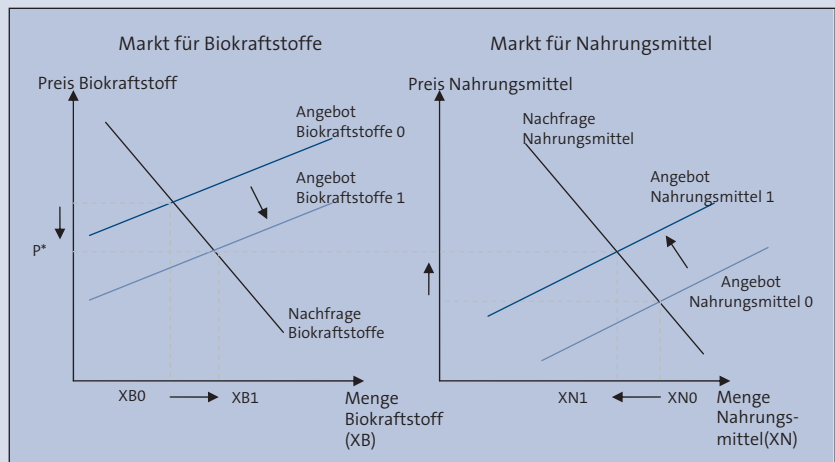 Markt für Biokraftstoffe
Preis Biokraftstoff
Angebot
Biokraftstoffe 0
Angebot
Biokraftstoffe 1
P*
Nachfrage
Biokraftstoffe
XB0
XB1
Menge
Biokraftstoff
(XB)
Markt für Nahrungsmittel
Preis Nahrungsmittel
Nachfrage
Nahrungsmittel
Angebot
Nahrungsmittel 1
Angebot
Nahrungsmittel 0
XN1
XN0
Menge
Nahrungs-
mittel(XN)